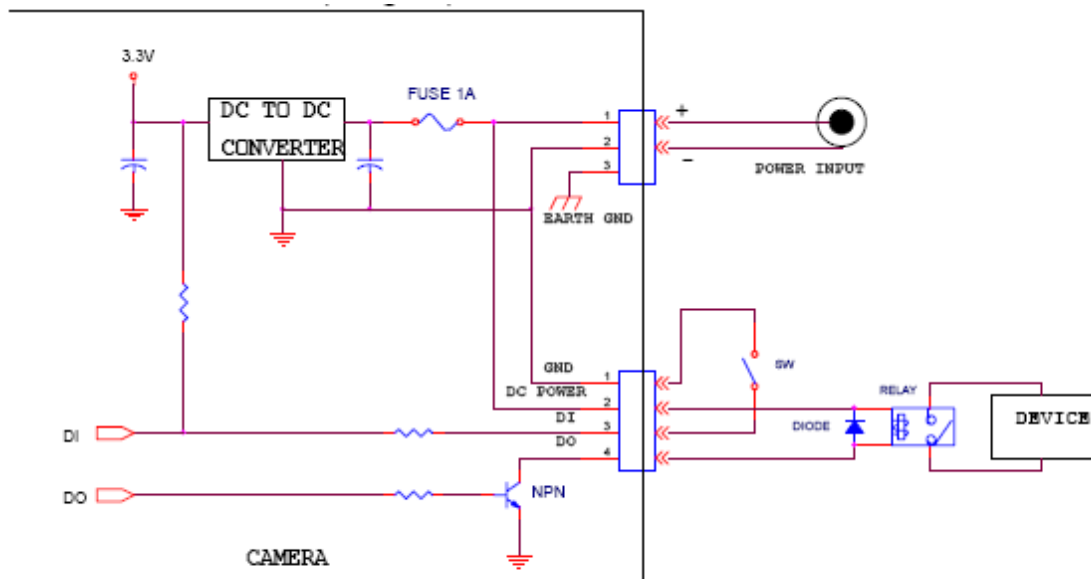 3.3V
FUSE 1A
DC TO DC
CONVERTER
1
2
3
+
-
POWER INPUT
EARTH GND
GND
DC POWER
DI
DO
1
2
3
4
SW
RELAY
DIODE
DEVICE
DI
DO
NPN
CAMERA